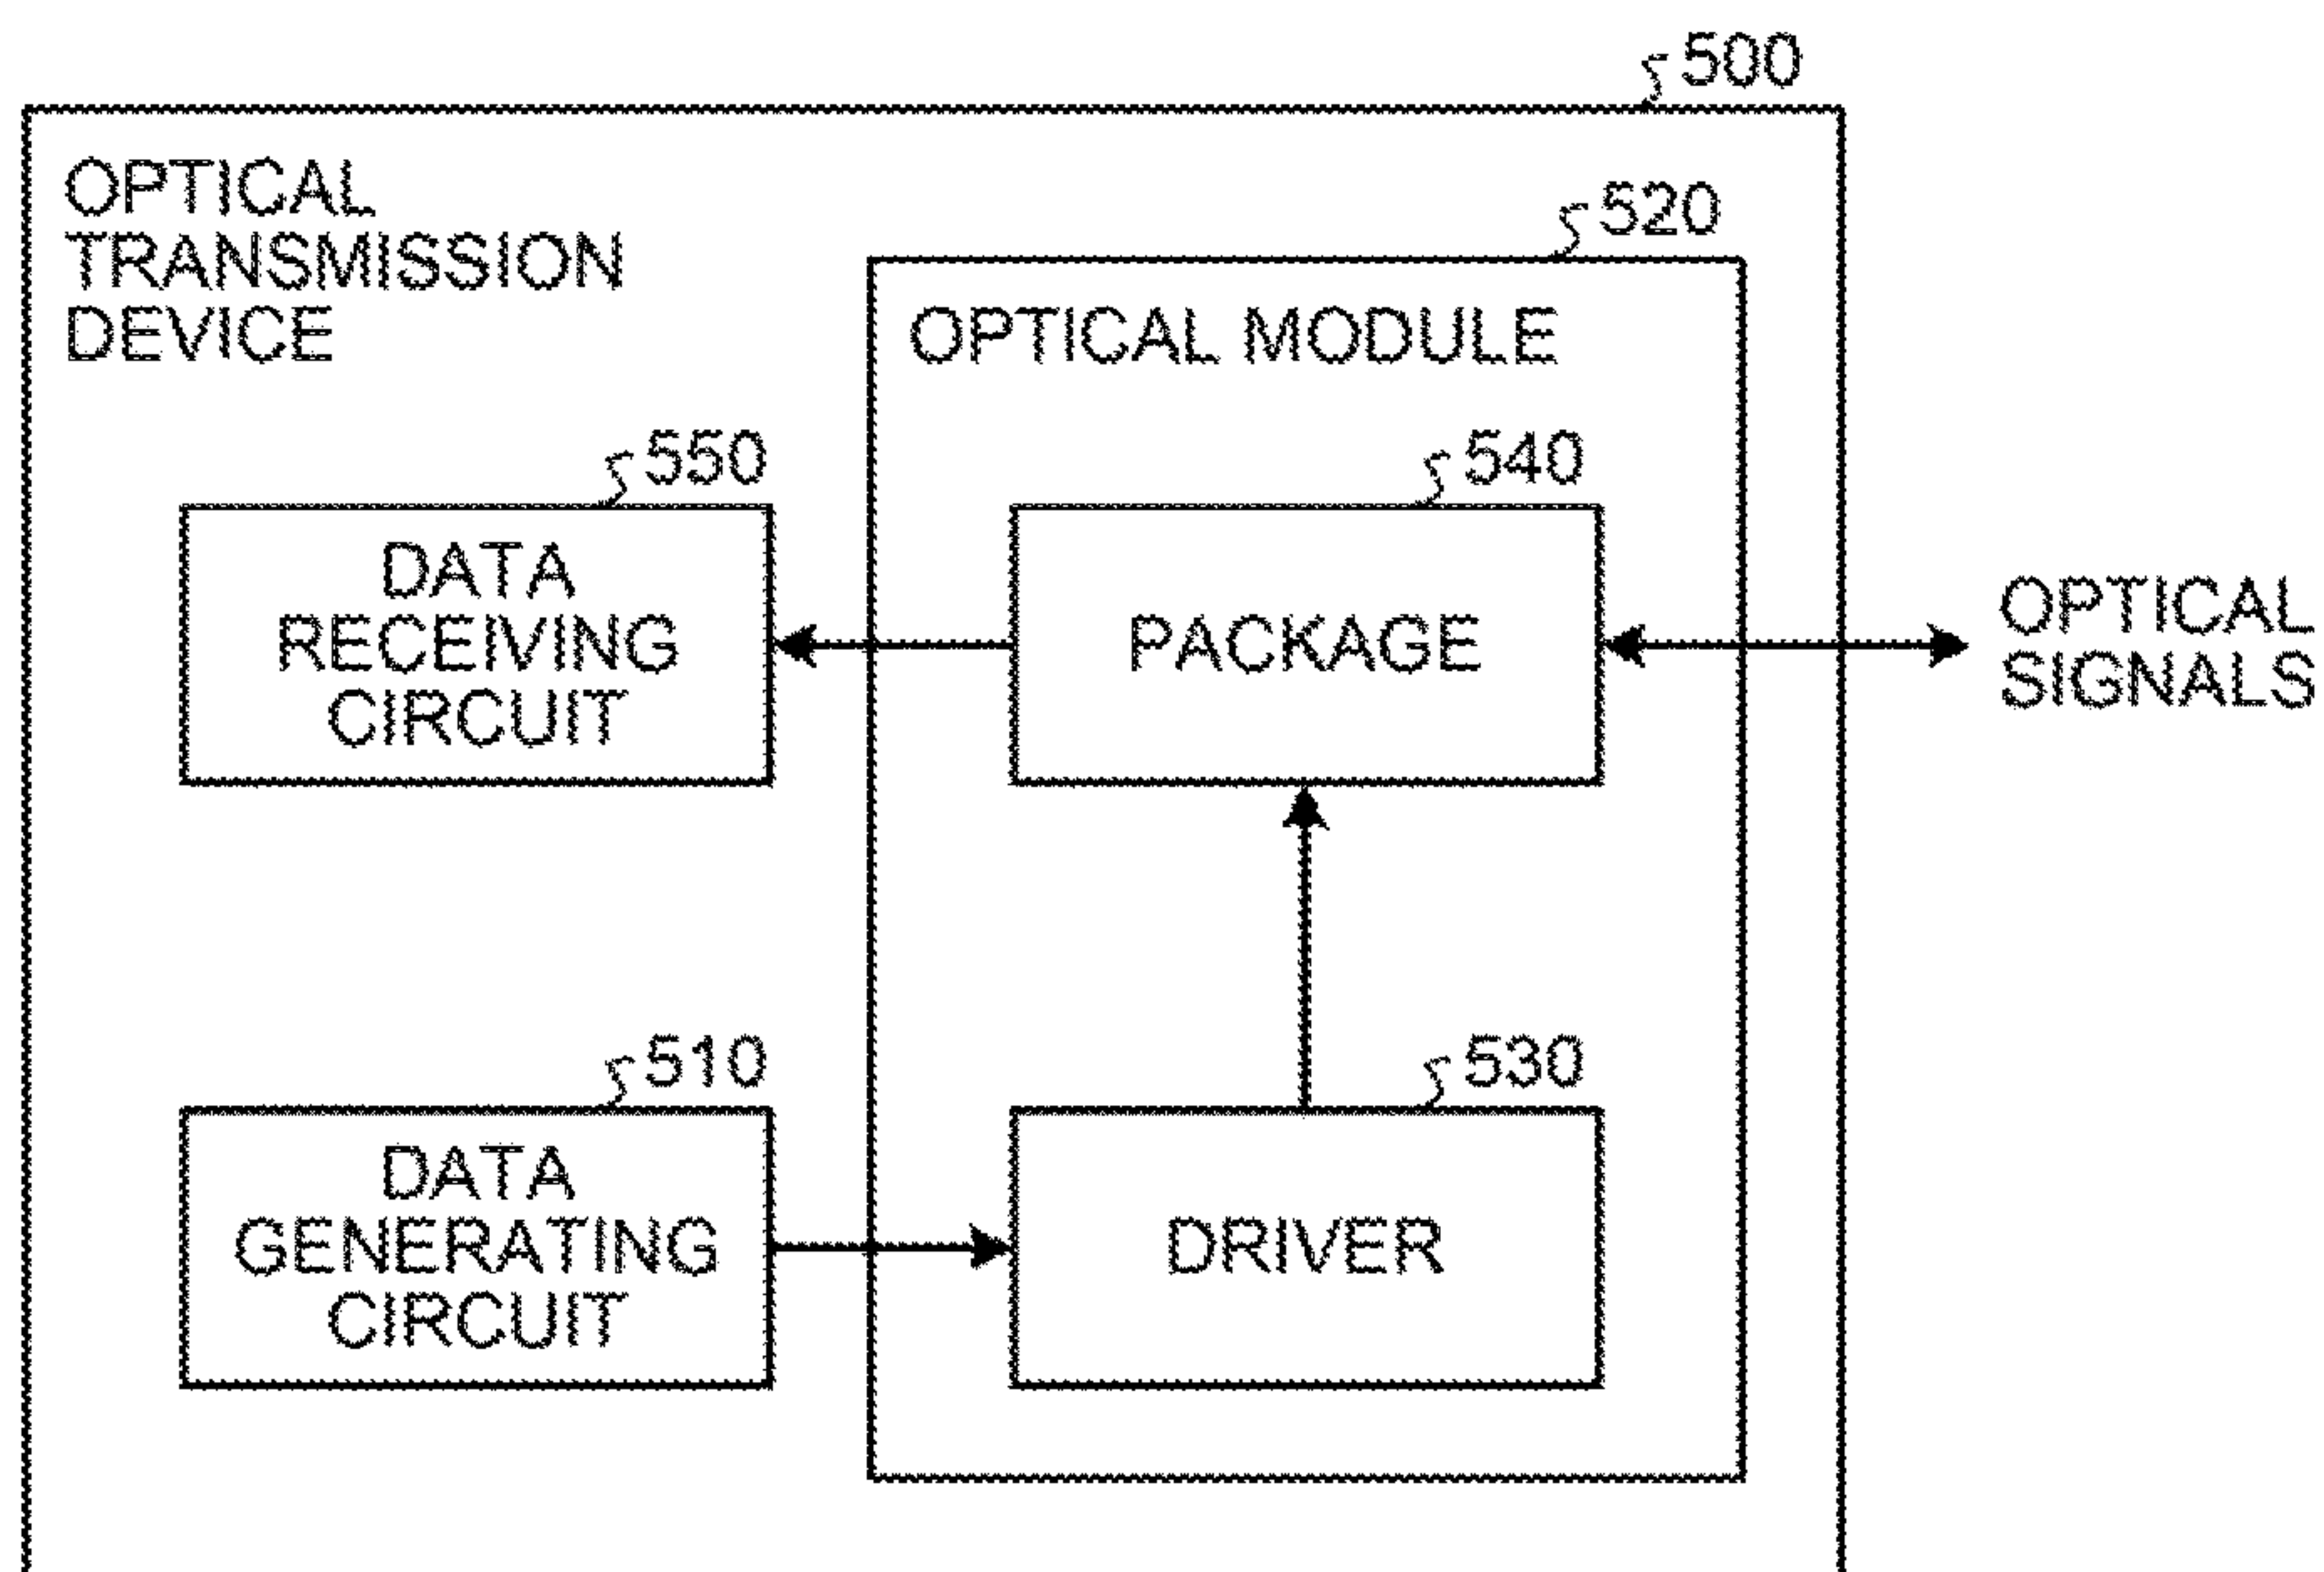 500
OPTICAL
TRANSMISSION
DEVICE
520
OPTICAL MODULE
550
DATA
RECEIVING
CIRCUIT
540
PACKAGE
OPTICAL
SIGNALS
510
DATA
GENERATING
CIRCUIT
530
DRIVER